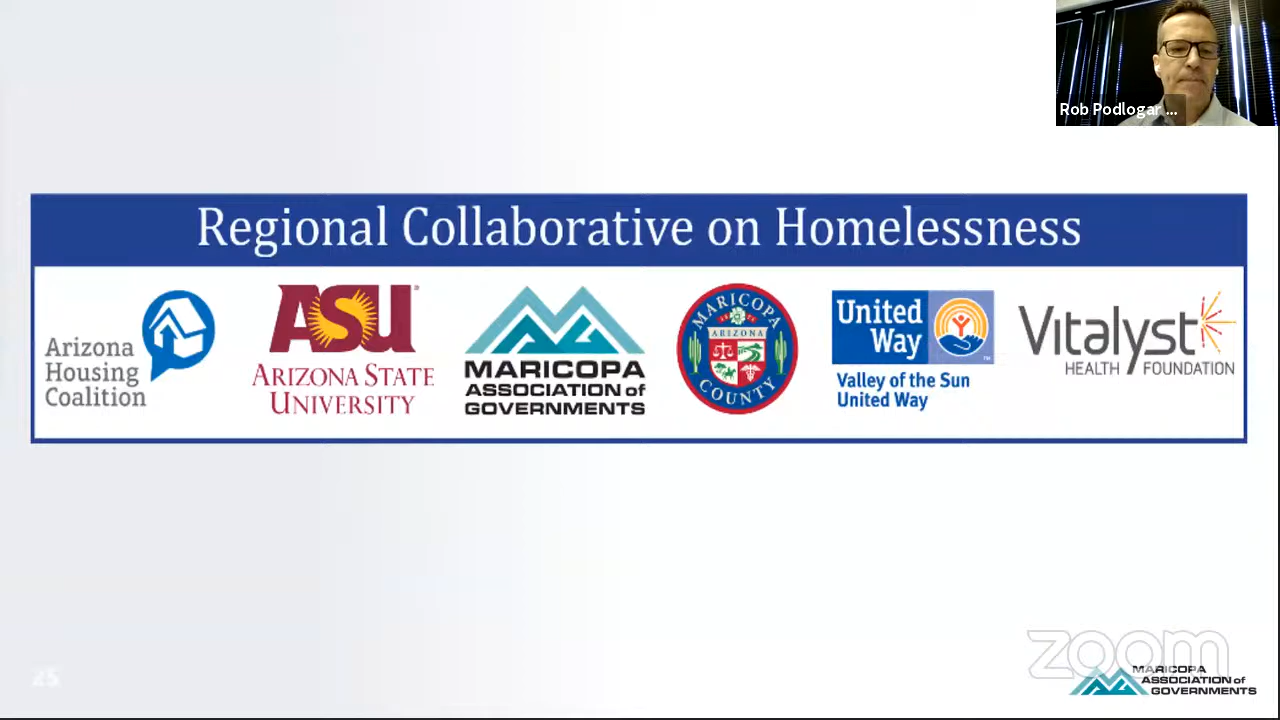 Rob Podlogar ...
Regional Collaborative on Homelessness
Arizona
Housing
Coalition
ASU
ARIZONA STATE
UNIVERSITY
MARICOPA
ASSOCIATION of
GOVERNMENTS
MARICOPA
ARIZONA
COUNTY
United
Way
TM
Valley of the Sun
United Way
Vitalyst
HEALTH FOUNDATION
25
zoom
MARICOPA
ASSOCIATION of
GOVERNMENTS